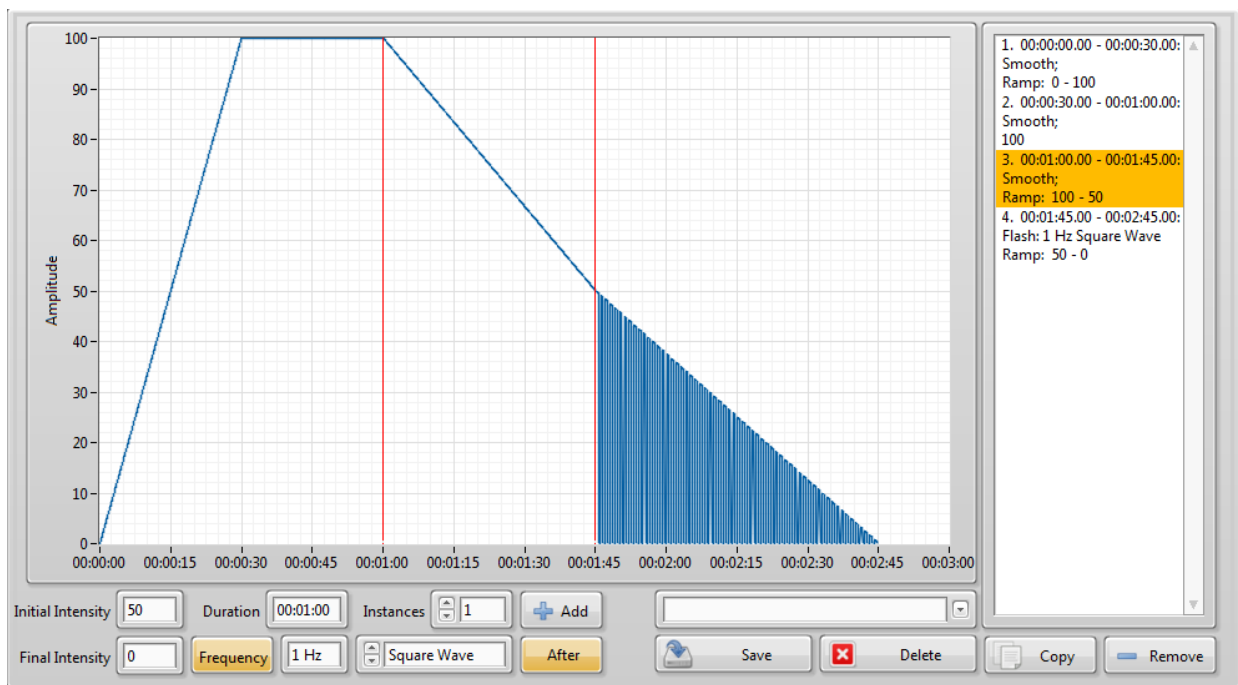 100
90
80
70
60
50
40
30
20
10
0
Amplitude
00:00:00 00:00:15 00:00:30 00:00:45 00:01:00 00:01:15 00:01:30 00:01:45 00:02:00 00:02:15 00:02:30 00:02:45 00:03:00
1. 00:00:00.00 - 00:00:30.00:
Smooth;
Ramp: 0 - 100
2. 00:00:30.00 - 00:01:00.00:
Smooth;
100
3. 00:01:00.00 - 00:01:45.00:
Smooth;
Ramp: 100 - 50
4. 00:01:45.00 - 00:02:45.00:
Flash: 1 Hz Square Wave
Ramp: 50 - 0
Initial Intensity 50 Duration 00:01:00 Instances 1 Add
Final Intensity 0 Frequency 1 Hz Square Wave After Save Delete Copy Remove